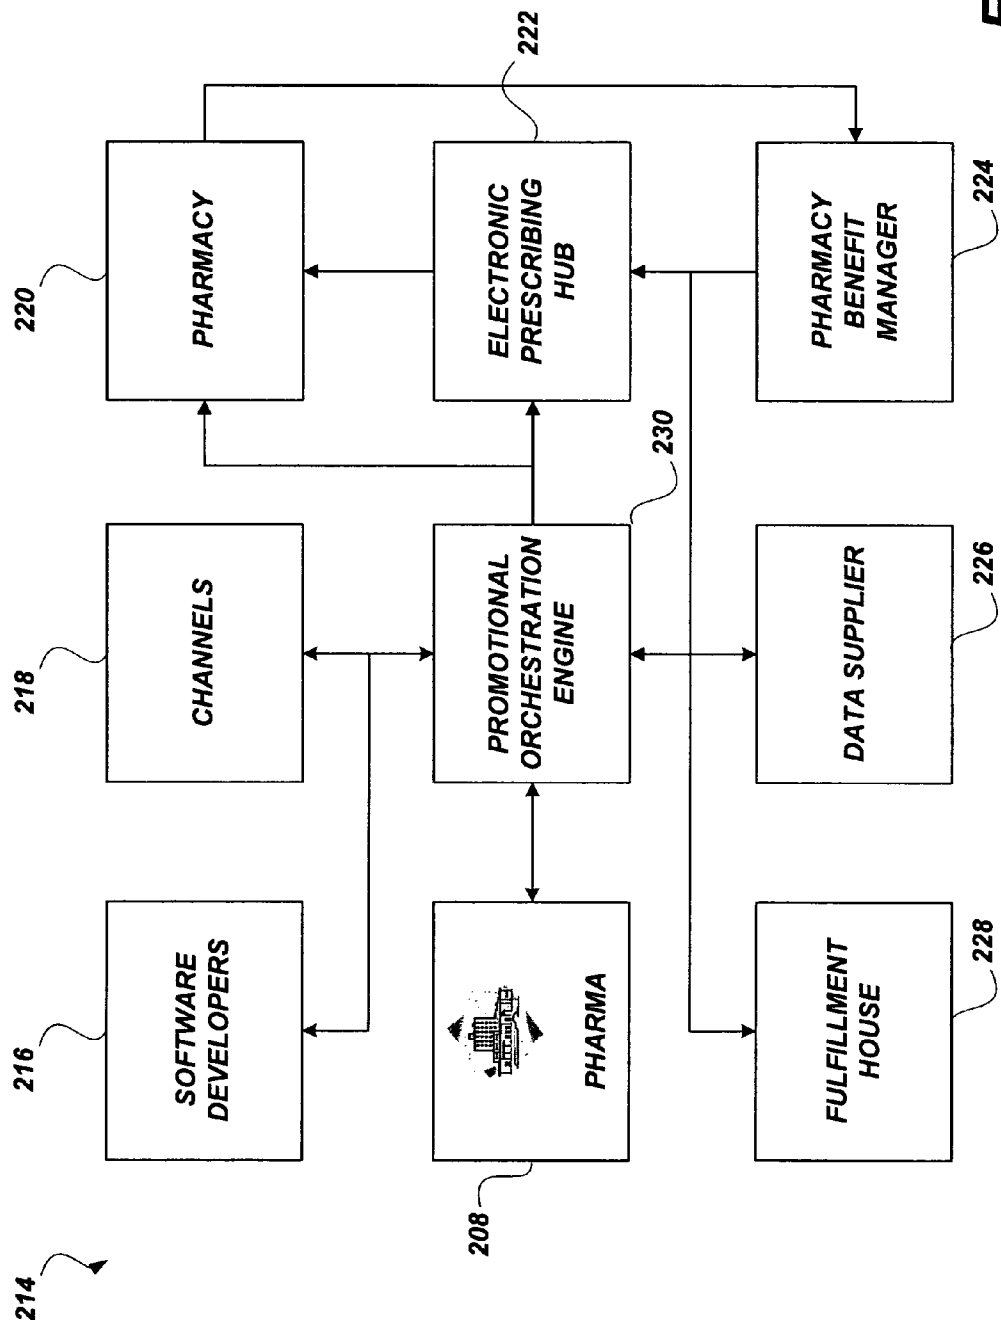 214
216
218
220
SOFTWARE
DEVELOPERS
CHANNELS
PHARMACY
208
PHARMA
PROMOTIONAL
ORCHESTRATION
ENGINE
ELECTRONIC
PRESCRIBING
HUB
222
230
FULFILLMENT
HOUSE
DATA SUPPLIER
PHARMACY
BENEFIT
MANAGER
228
226
224